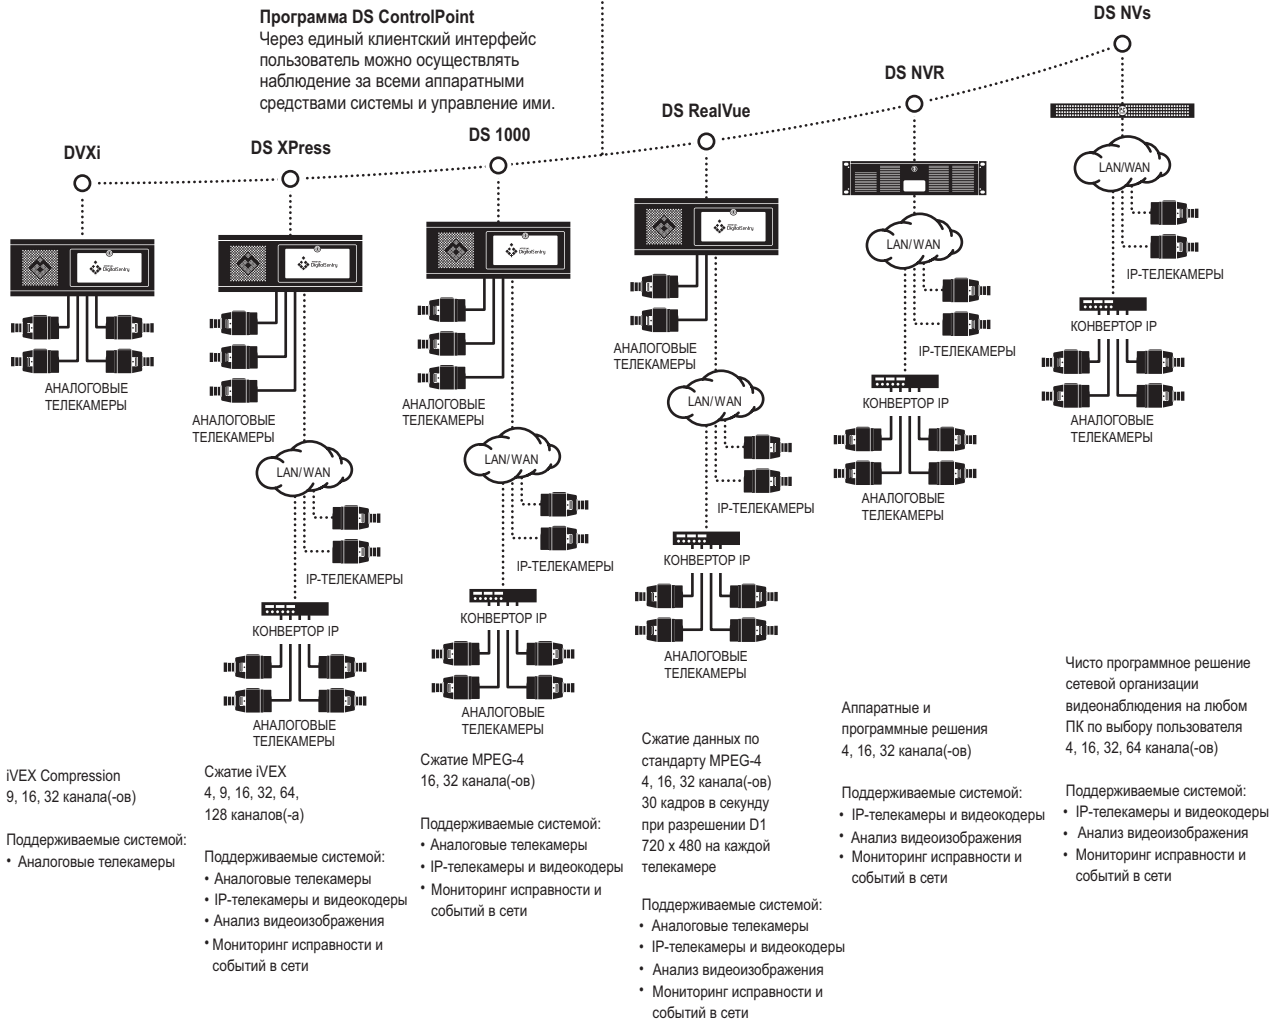 Программа DS ControlPoint
Через единый клиентский интерфейс
пользователь можно осуществлять
наблюдение за всеми аппаратными
средствами системы и управление ими.
DVXi
DigitalSentry
АНАЛОГОВЫЕ
ТЕЛЕКАМЕРЫ
iVEX Compression
9, 16, 32 канала(-ов)
Поддерживаемые системой:
• Аналоговые телекамеры
DS XPress
DigitalSentry
АНАЛОГОВЫЕ
ТЕЛЕКАМЕРЫ
LAN/WAN
IP-ТЕЛЕКАМЕРЫ
КОНВЕРТОР IP
АНАЛОГОВЫЕ
ТЕЛЕКАМЕРЫ
Сжатие iVEX
4, 9, 16, 32, 64,
128 каналов(-а)
Поддерживаемые системой:
• Аналоговые телекамеры
• IP-телекамеры и видеокодеры
• Анализ видеоизображения
• Мониторинг исправности и
событий в сети
DS 1000
DigitalSentry
АНАЛОГОВЫЕ
ТЕЛЕКАМЕРЫ
LAN/WAN
IP-ТЕЛЕКАМЕРЫ
КОНВЕРТОР IP
АНАЛОГОВЫЕ
ТЕЛЕКАМЕРЫ
Сжатие MPEG-4
16, 32 канала(-ов)
Поддерживаемые системой:
• Аналоговые телекамеры
• IP-телекамеры и видеокодеры
• Мониторинг исправности и
событий в сети
DS RealVue
DigitalSentry
АНАЛОГОВЫЕ
ТЕЛЕКАМЕРЫ
LAN/WAN
IP-ТЕЛЕКАМЕРЫ
КОНВЕРТОР IP
АНАЛОГОВЫЕ
ТЕЛЕКАМЕРЫ
Сжатие данных по
стандарту MPEG-4
4, 16, 32 канала(-ов)
30 кадров в секунду
при разрешении D1
720 x 480 на каждой
телекамере
Поддерживаемые системой:
• Аналоговые телекамеры
• IP-телекамеры и видеокодеры
• Анализ видеоизображения
• Мониторинг исправности и
событий в сети
DS NVR
LAN/WAN
IP-ТЕЛЕКАМЕРЫ
КОНВЕРТОР IP
АНАЛОГОВЫЕ
ТЕЛЕКАМЕРЫ
Аппаратные и
программные решения
4, 16, 32 канала(-ов)
Поддерживаемые системой:
• IP-телекамеры и видеокодеры
• Анализ видеоизображения
• Мониторинг исправности и
событий в сети
DS NVs
LAN/WAN
IP-ТЕЛЕКАМЕРЫ
КОНВЕРТОР IP
АНАЛОГОВЫЕ
ТЕЛЕКАМЕРЫ
Чисто программное решение
сетевой организации
видеонаблюдения на любом
ПК по выбору пользователя
4, 16, 32, 64 канала(-ов)
Поддерживаемые системой:
• IP-телекамеры и видеокодеры
• Анализ видеоизображения
• Мониторинг исправности и
событий в сети